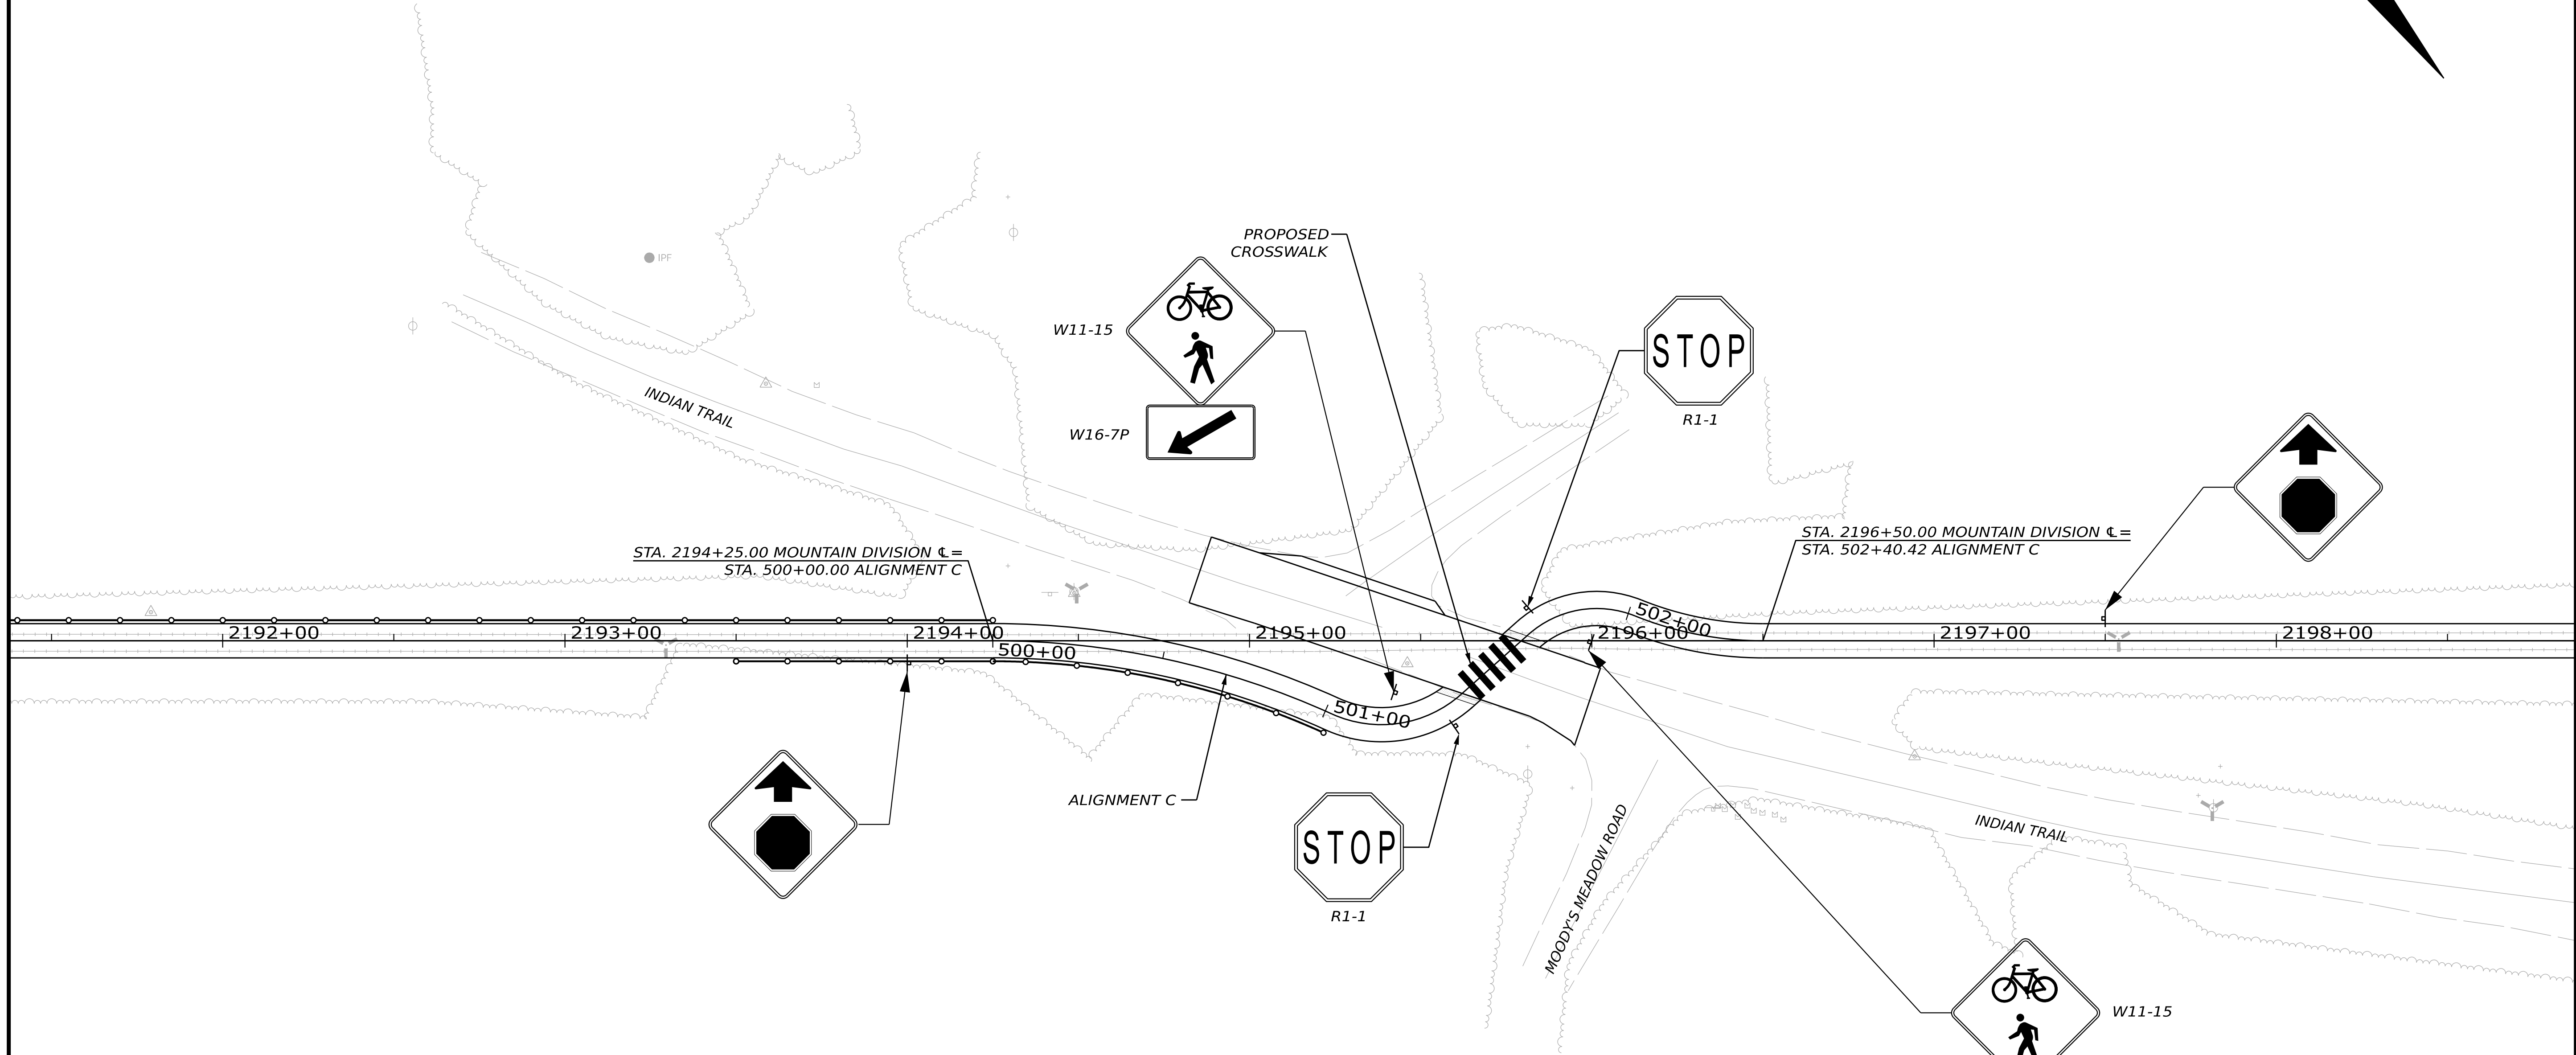 PROPOSED
CROSSWALK
IPF
W11-15
STOP
R1-1
W16-7P
INDIAN TRAIL
STA. 2194+25.00 MOUNTAIN DIVISION ℄ =
STA. 500+00.00 ALIGNMENT C
STA. 2196+50.00 MOUNTAIN DIVISION ℄ =
STA. 502+40.42 ALIGNMENT C
2192+00
2193+00
2194+00
2195+00
2196+00
2197+00
2198+00
500+00
501+00
502+00
ALIGNMENT C
STOP
R1-1
MOODY'S MEADOW ROAD
INDIAN TRAIL
W11-15